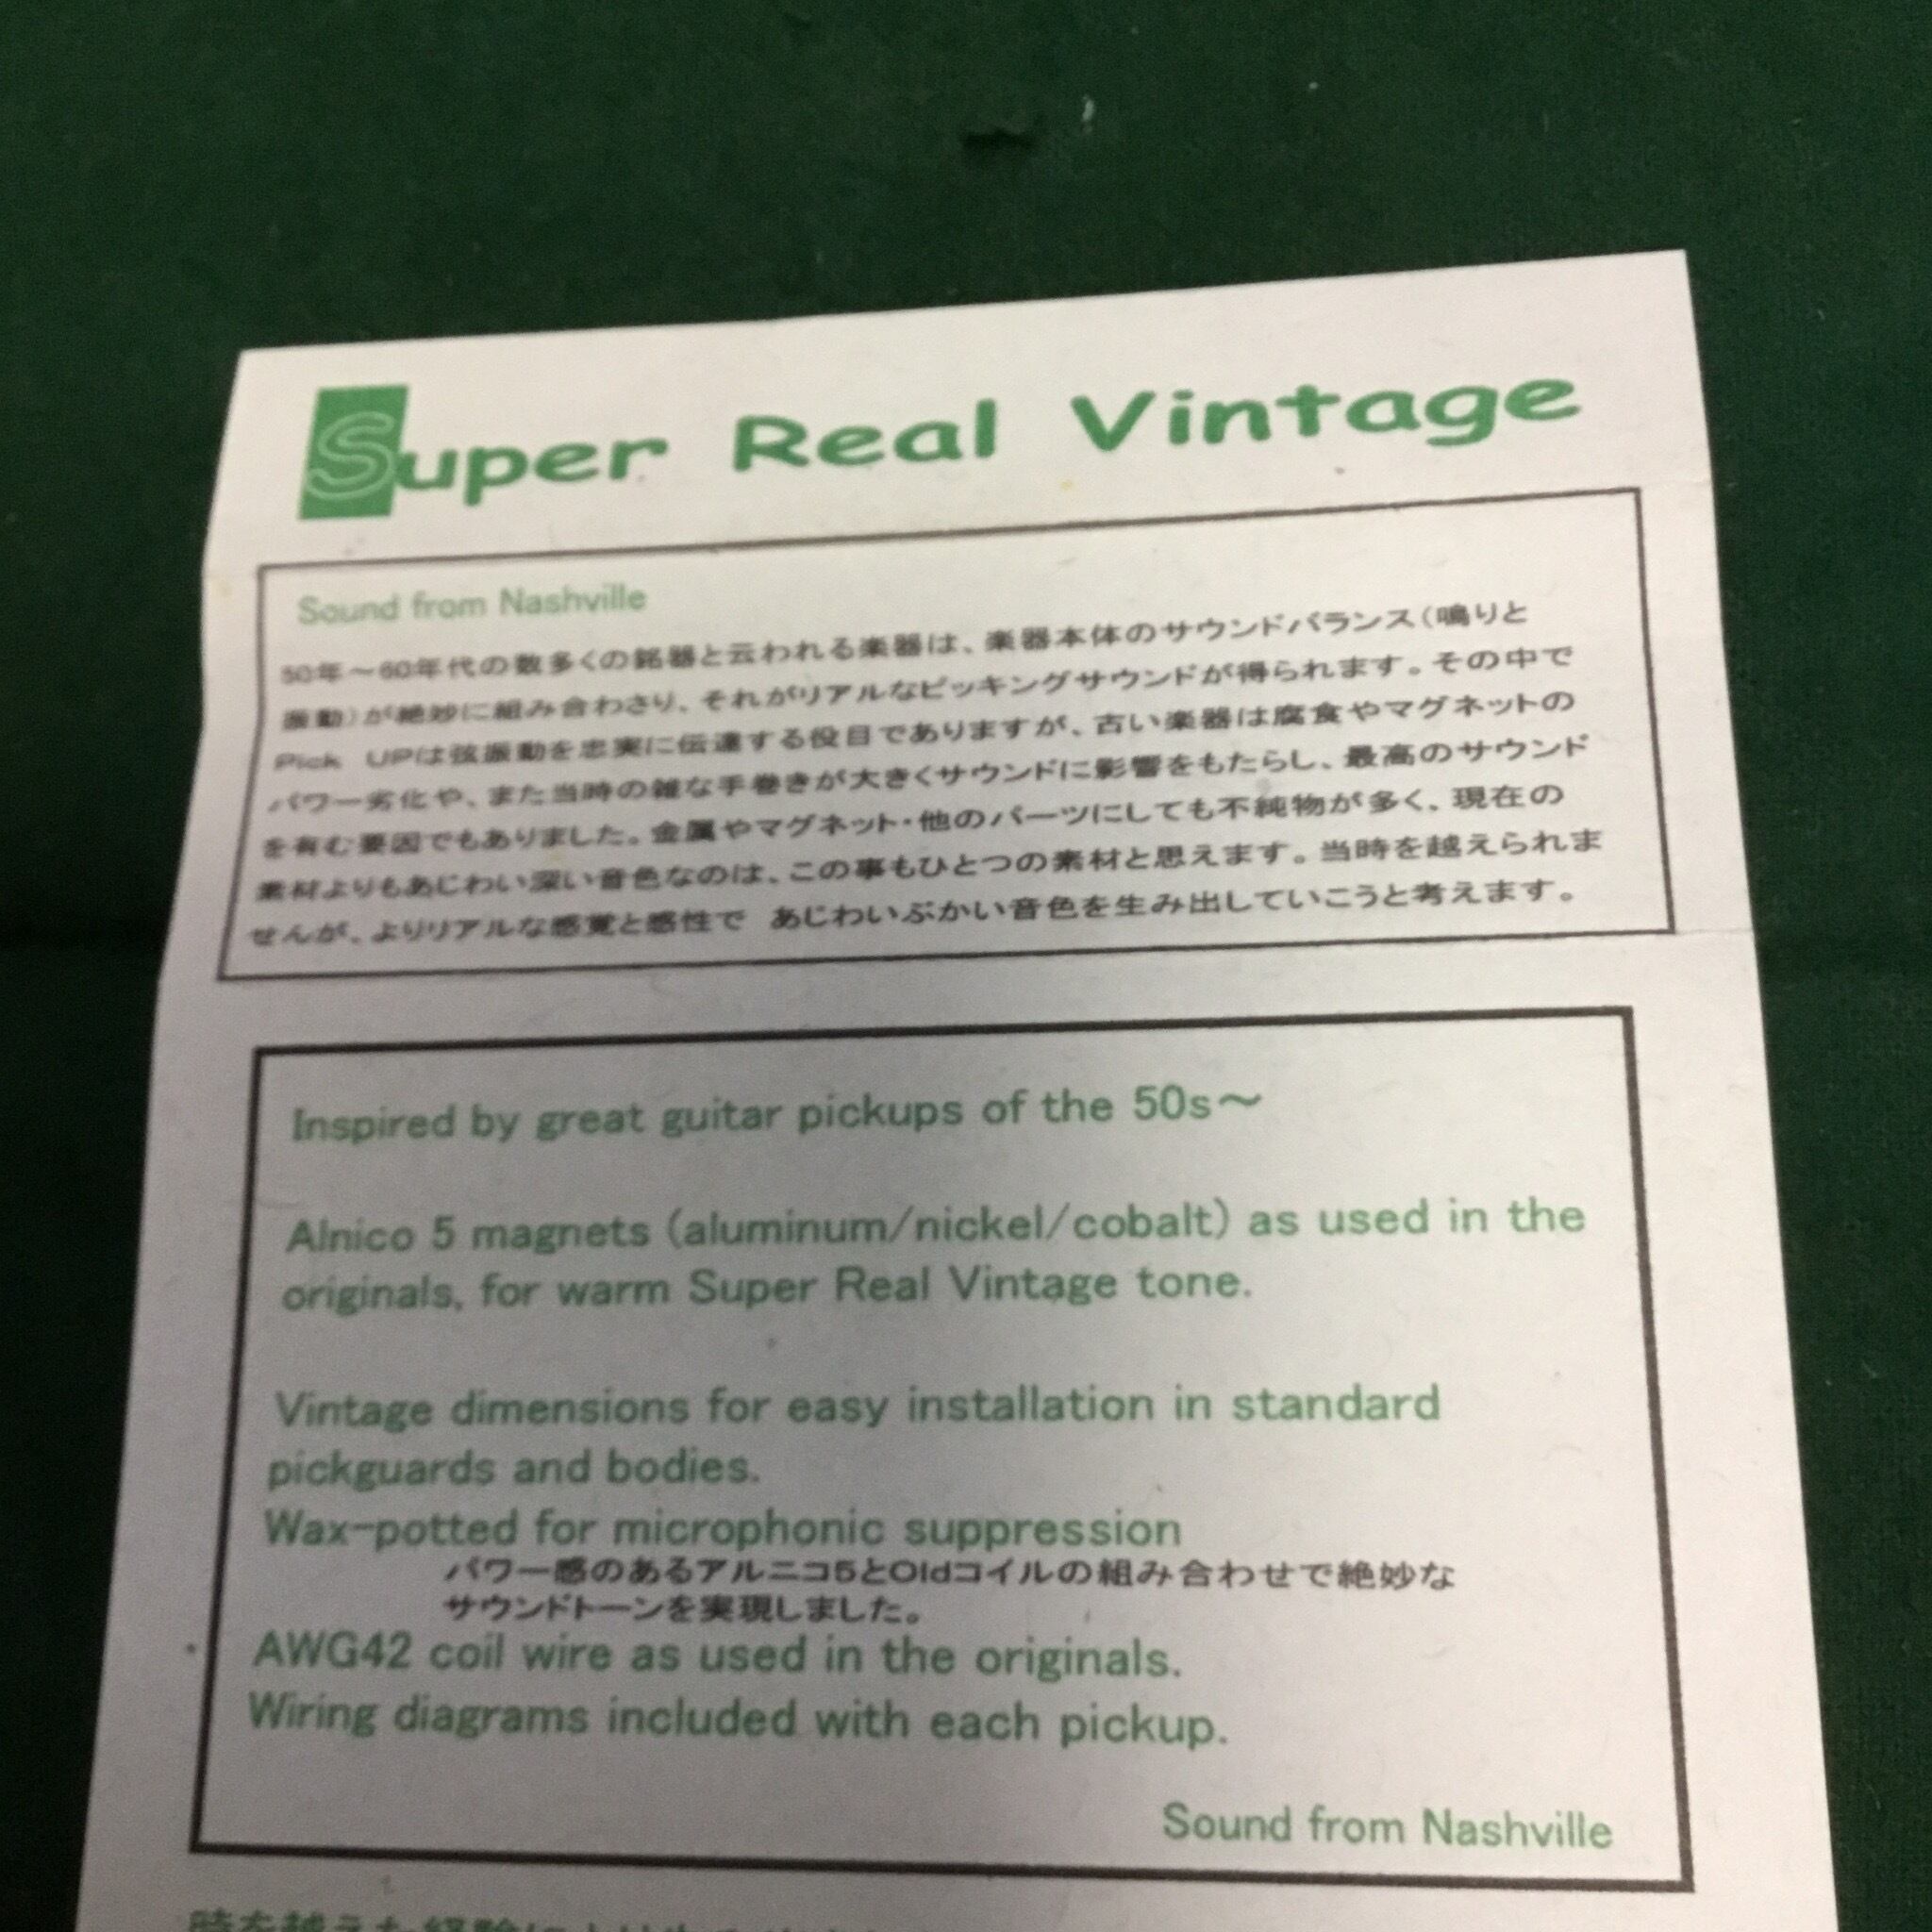 Super Real Vintage
Sound from Nashville
50年～60年代の数多くの銘器と云われる楽器は、楽器本体のサウンドバランス（鳴りと
振動）が絶妙に組み合わさり、それがリアルなピッキングサウンドが得られます。その中で
Pick UPは弦振動を忠実に伝達する役目でありますが、古い楽器は腐食やマグネットの
パワー劣化や、また当時の雑な手巻きが大きくサウンドに影響をもたらし、最高のサウンド
を有む要因でもありました。金属やマグネット・他のパーツにしても不純物が多く、現在の
素材よりもあじわい深い音色なのは、この事もひとつの素材と思えます。当時を越えられま
せんが、よりリアルな感覚と感性で あじわいぶかい音色を生み出していこうと考えます。
Inspired by great guitar pickups of the 50s～
Alnico 5 magnets (aluminum/nickel/cobalt) as used in the
originals, for warm Super Real Vintage tone.
Vintage dimensions for easy installation in standard
pickguards and bodies.
Wax-potted for microphonic suppression
パワー感のあるアルニコ5とOldコイルの組み合わせで絶妙な
サウンドトーンを実現しました。
AWG42 coil wire as used in the originals.
Wiring diagrams included with each pickup.
Sound from Nashville
時を越えた経験に